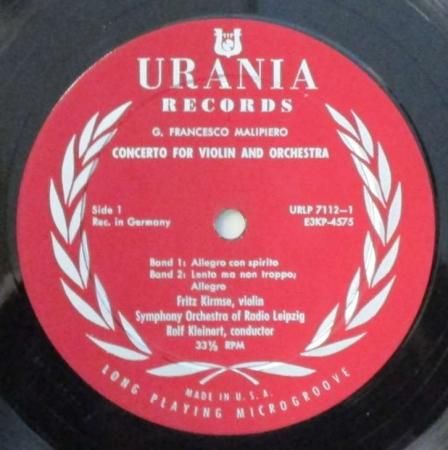 URANIA
RECORDS
G. FRANCESCO MALIPIERO
CONCERTO FOR VIOLIN AND ORCHESTRA
Side 1
Rec. in Germany
URLP 7112-1
E3KP-4575
Band 1: Allegro con spirito
Band 2: Lento ma non troppo;
Allegro
Fritz Kirmse, violin
Symphony Orchestra of Radio Leipzig
Rolf Kleinert, conductor
33⅓ RPM
MADE IN U. S. A.
LONG PLAYING MICROGROOVE